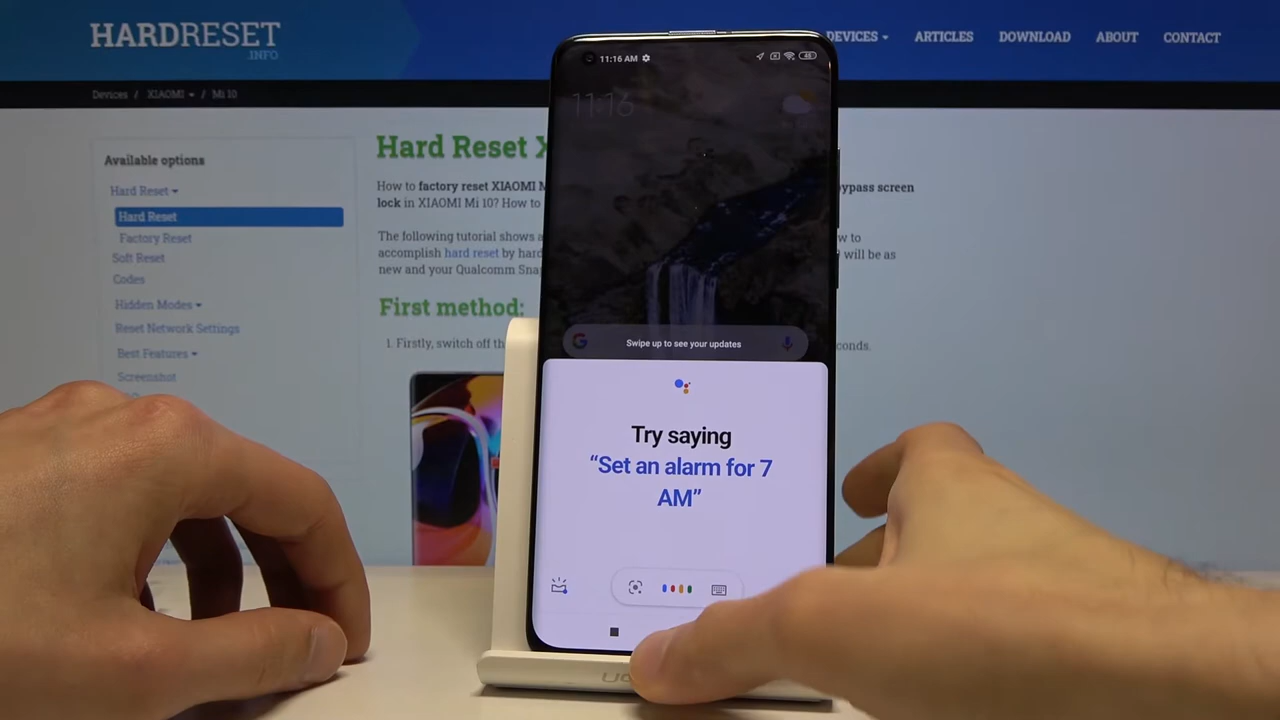 HARDRESET
.INFO
DEVICES
ARTICLES
DOWNLOAD
ABOUT
CONTACT
Devices / XIAOMI / Mi 10
Available options
Hard Reset
Hard Reset
Factory Reset
Soft Reset
Codes
Hidden Modes
Reset Network Settings
Best Features
Screenshot
Hard Reset
How to factory reset XIAOMI
bypass screen
lock in XIAOMI Mi 10? How to
The following tutorial shows
accomplish hard reset by hard
will be as
new and your Qualcomm
First method:
1. Firstly, switch off
11:16 AM
48
11:16
Swipe up to see your updates
Try saying
“Set an alarm for 7
AM”